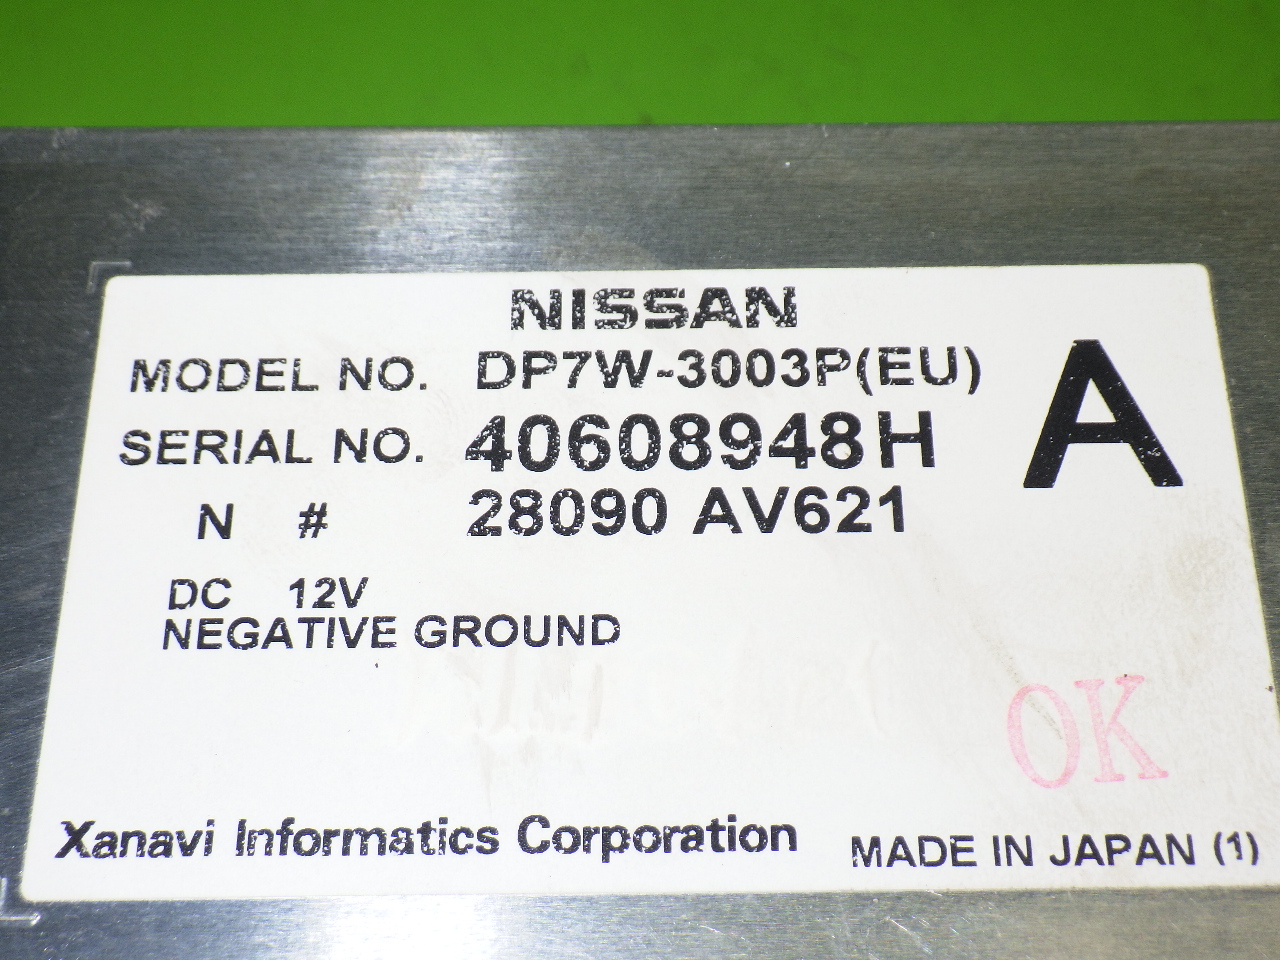 NISSAN
MODEL NO. DP7W-3003P(EU)
A
SERIAL NO. 40608948H
N # 28090 AV621
DC 12V
NEGATIVE GROUND
OK
Xanavi Informatics Corporation MADE IN JAPAN (1)